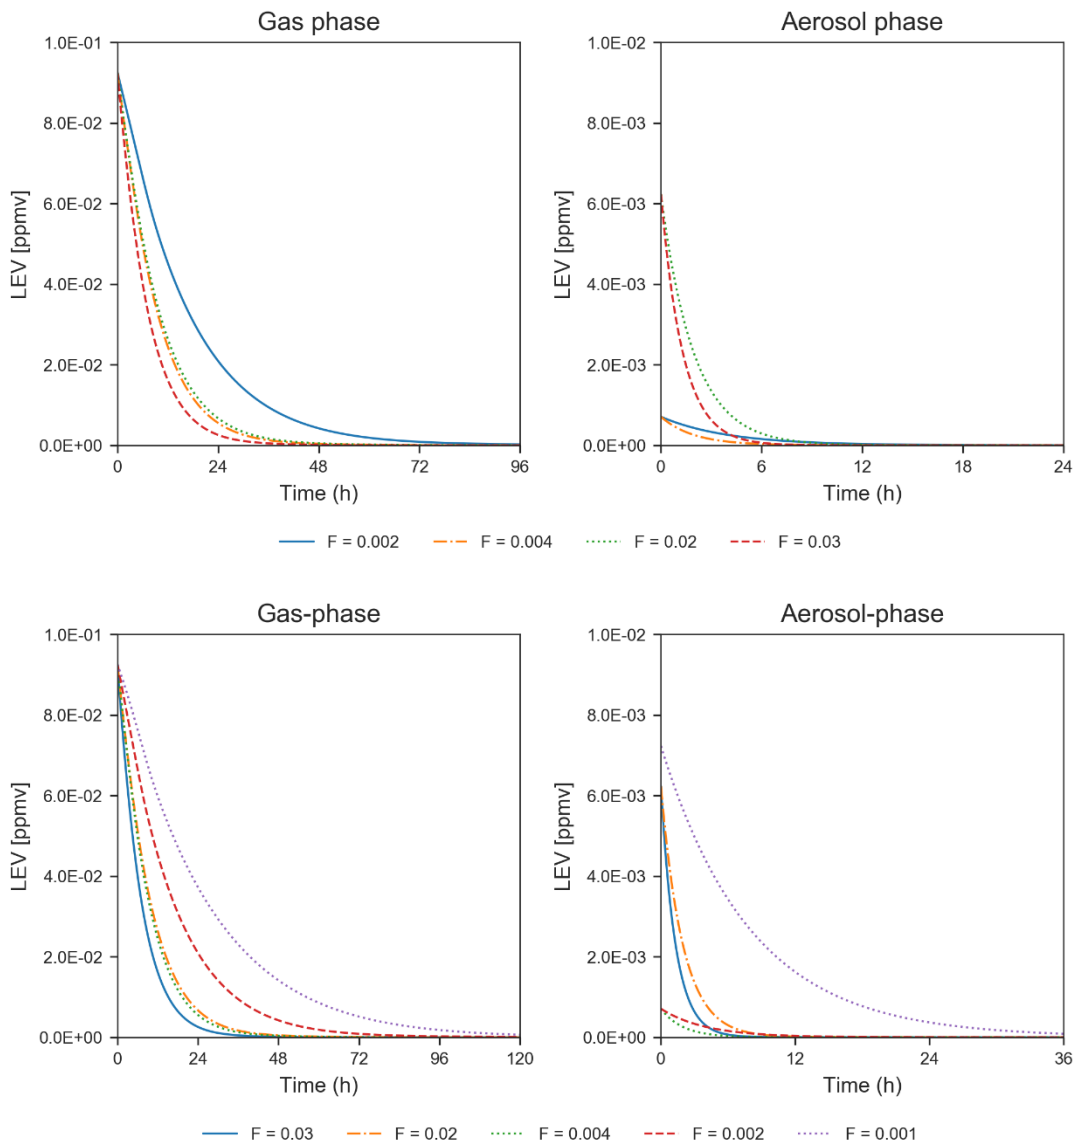 Gas phase
Aerosol phase
1.0E-01
8.0E-02
6.0E-02
4.0E-02
2.0E-02
0.0E+00
LEV [ppmv]
0 24 48 72 96
Time (h)
1.0E-02
8.0E-03
6.0E-03
4.0E-03
2.0E-03
0.0E+00
LEV [ppmv]
0 6 12 18 24
Time (h)
F = 0.002 F = 0.004 F = 0.02 F = 0.03
Gas-phase
Aerosol-phase
1.0E-01
8.0E-02
6.0E-02
4.0E-02
2.0E-02
0.0E+00
LEV [ppmv]
0 24 48 72 96 120
Time (h)
1.0E-02
8.0E-03
6.0E-03
4.0E-03
2.0E-03
0.0E+00
LEV [ppmv]
0 12 24 36
Time (h)
F = 0.03 F = 0.02 F = 0.004 F = 0.002 F = 0.001